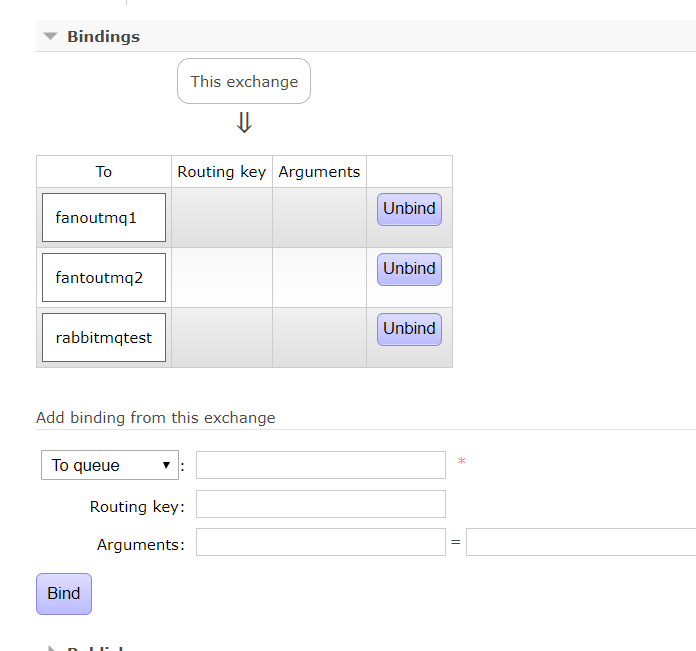 Bindings
This exchange
⇓
To Routing key Arguments
fanoutmq1 Unbind
fantoutmq2 Unbind
rabbitmqtest Unbind
Add binding from this exchange
To queue : *
Routing key:
Arguments: =
Bind